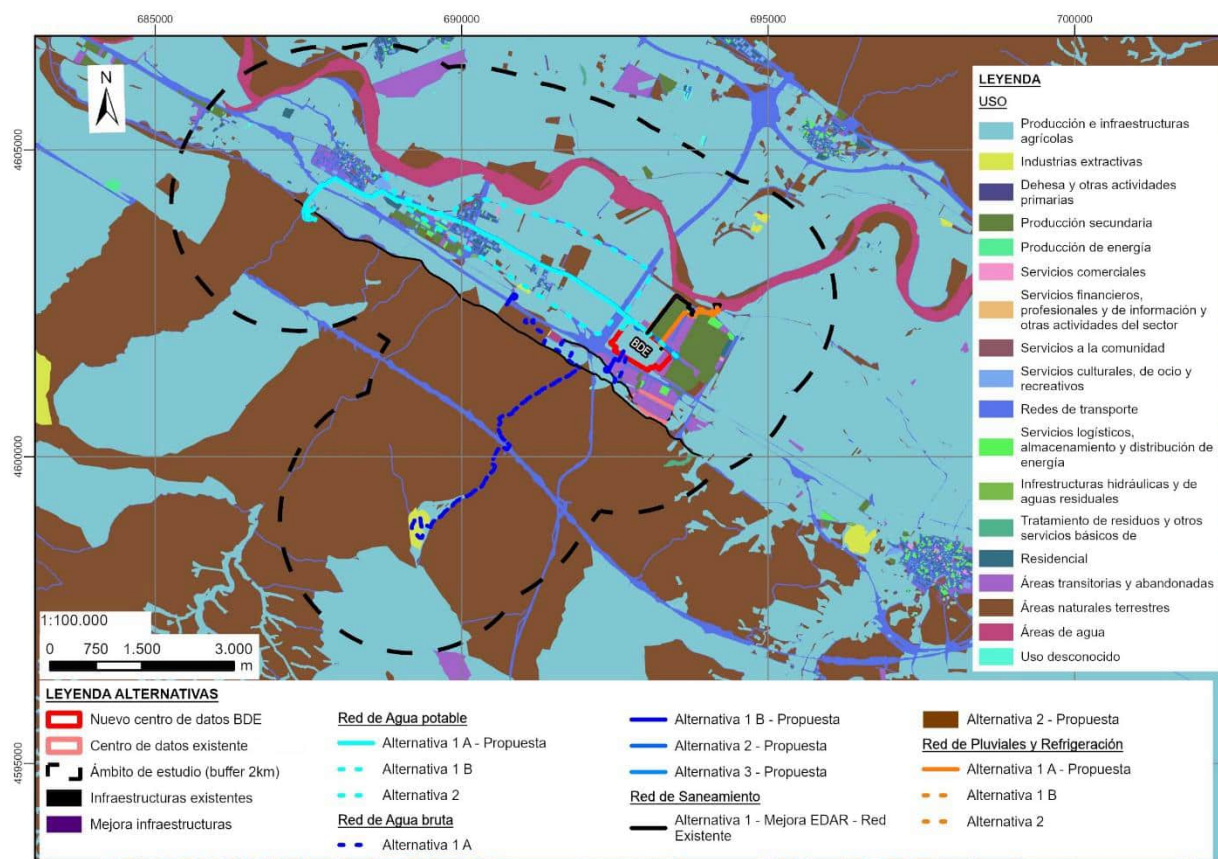 685000
690000
695000
700000
4605000
4600000
4595000
N
BDE
LEYENDA
USO
Producción e infraestructuras
agrícolas
Industrias extractivas
Dehesa y otras actividades
primarias
Producción secundaria
Producción de energía
Servicios comerciales
Servicios financieros,
profesionales y de información y
otras actividades del sector
Servicios a la comunidad
Servicios culturales, de ocio y
recreativos
Redes de transporte
Servicios logísticos,
almacenamiento y distribución de
energía
Infrestructuras hidráulicas y de
aguas residuales
Tratamiento de residuos y otros
servicios básicos de
Residencial
Áreas transitorias y abandonadas
Áreas naturales terrestres
Áreas de agua
Uso desconocido
1:100.000
0 750 1.500 3.000
m
LEYENDA ALTERNATIVAS
Nuevo centro de datos BDE
Centro de datos existente
Ámbito de estudio (buffer 2km)
Infraestructuras existentes
Mejora infraestructuras
Red de Agua potable
Alternativa 1 A - Propuesta
Alternativa 1 B
Alternativa 2
Red de Agua bruta
Alternativa 1 A
Alternativa 1 B - Propuesta
Alternativa 2 - Propuesta
Alternativa 3 - Propuesta
Red de Saneamiento
Alternativa 1 - Mejora EDAR - Red
Existente
Alternativa 2 - Propuesta
Red de Pluviales y Refrigeración
Alternativa 1 A - Propuesta
Alternativa 1 B
Alternativa 2